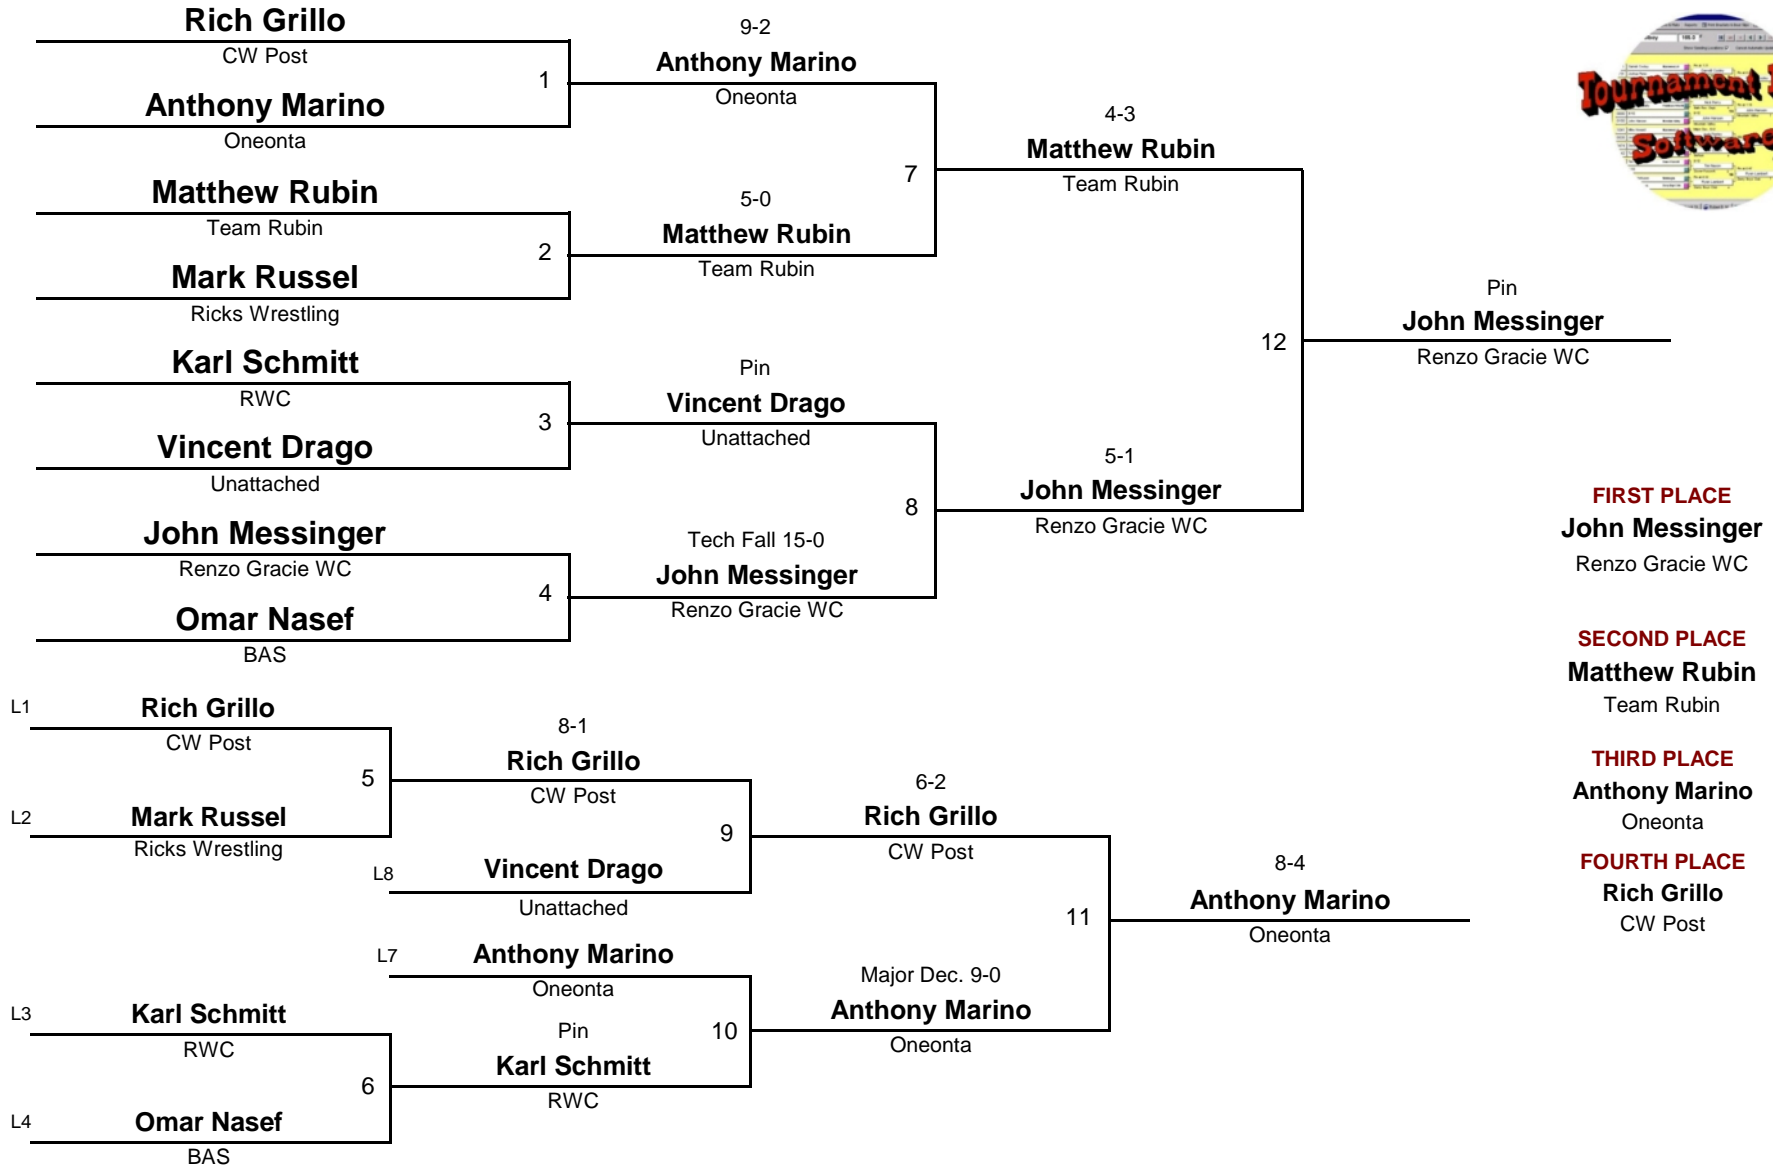 Rich Grillo
CW Post
1
Anthony Marino
Oneonta
9-2
Anthony Marino
Oneonta
Matthew Rubin
Team Rubin
2
Mark Russel
Ricks Wrestling
5-0
Matthew Rubin
Team Rubin
7
4-3
Matthew Rubin
Team Rubin
Karl Schmitt
RWC
3
Vincent Drago
Unattached
Pin
Vincent Drago
Unattached
John Messinger
Renzo Gracie WC
4
Omar Nasef
BAS
Tech Fall 15-0
John Messinger
Renzo Gracie WC
8
5-1
John Messinger
Renzo Gracie WC
12
Pin
John Messinger
Renzo Gracie WC
Tournament
Software
FIRST PLACE
John Messinger
Renzo Gracie WC
SECOND PLACE
Matthew Rubin
Team Rubin
THIRD PLACE
Anthony Marino
Oneonta
FOURTH PLACE
Rich Grillo
CW Post
L1
Rich Grillo
CW Post
5
L2
Mark Russel
Ricks Wrestling
8-1
Rich Grillo
CW Post
9
L8
Vincent Drago
Unattached
6-2
Rich Grillo
CW Post
L7
Anthony Marino
Oneonta
10
L3
Karl Schmitt
RWC
6
L4
Omar Nasef
BAS
Pin
Karl Schmitt
RWC
Major Dec. 9-0
Anthony Marino
Oneonta
11
8-4
Anthony Marino
Oneonta